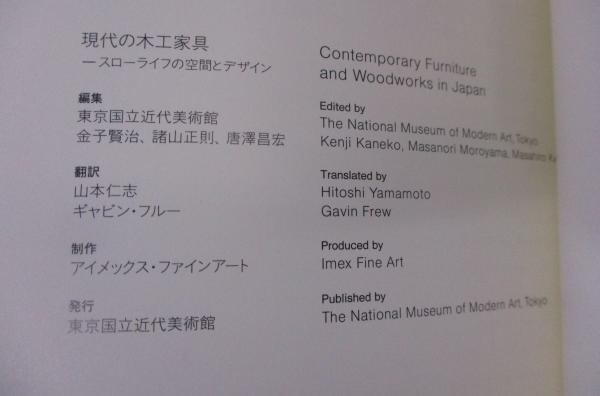 現代の木工家具
ースローライフの空間とデザイン
編集
東京国立近代美術館
金子賢治、諸山正則、唐澤昌宏
翻訳
山本仁志
ギャビン・フルー
制作
アイメックス・ファインアート
発行
東京国立近代美術館
Contemporary Furniture
and Woodworks in Japan
Edited by
The National Museum of Modern Art, Tokyo
Kenji Kaneko, Masanori Moroyama, Masahiro
Translated by
Hitoshi Yamamoto
Gavin Frew
Produced by
Imex Fine Art
Published by
The National Museum of Modern Art, Tokyo